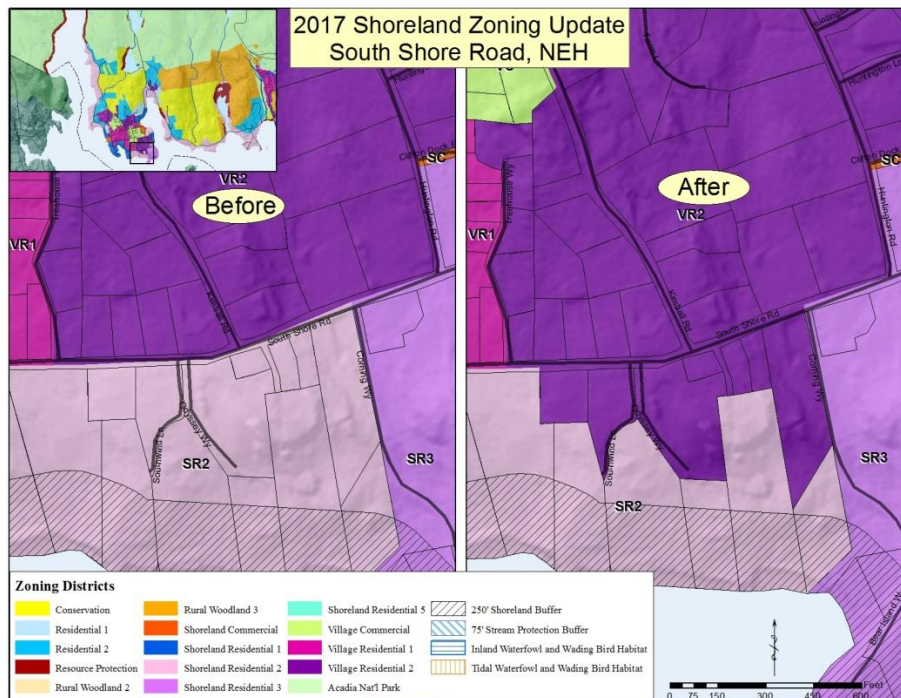 2017 Shoreland Zoning Update
South Shore Road, NEH
Before
After
VR2
VR1
Treehouse Wy
Kimball Rd
Huntington Rd
SC
South Shore Rd
Corning Wy
Odyssey Wy
Southwind Ln
SR2
SR3
VR2
VR1
Treehouse Wy
Kimball Rd
Huntington Ln
Huntington Rd
SC
South Shore Rd
Corning Wy
Odyssey Wy
Southwind Ln
SR2
SR3
Bear Island W
Zoning Districts
Conservation
Residential 1
Residential 2
Resource Protection
Rural Woodland 2
Rural Woodland 3
Shoreland Commercial
Shoreland Residential 1
Shoreland Residential 2
Shoreland Residential 3
Shoreland Residential 5
Village Commercial
Village Residential 1
Village Residential 2
Acadia Nat'l Park
250' Shoreland Buffer
75' Stream Protection Buffer
Inland Waterfowl and Wading Bird Habitat
Tidal Waterfowl and Wading Bird Habitat
Feet
0 75 150 300 450 600